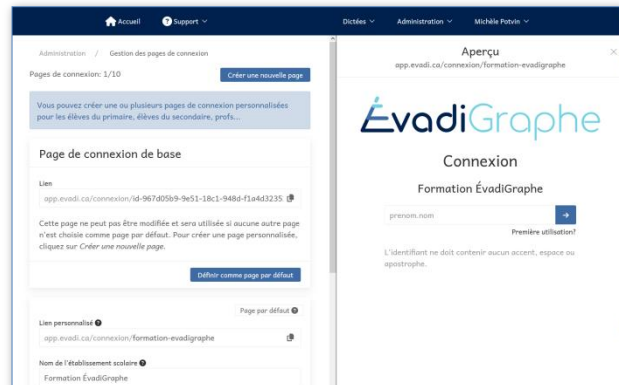 Accueil
Support
Dictées
Administration
Michèle Potvin
Administration / Gestion des pages de connexion
Pages de connexion: 1/10
Créer une nouvelle page
Vous pouvez créer une ou plusieurs pages de connexion personnalisées
pour les élèves du primaire, élèves du secondaire, profs...
Page de connexion de base
Lien
app.evadi.ca/connexion/id-967d05b9-9e51-18c1-948d-f1a4d3235
Cette page ne peut pas être modifiée et sera utilisée si aucune autre page
n'est choisie comme page par défaut. Pour créer une page personnalisée,
cliquez sur Créer une nouvelle page.
Définir comme page par défaut
Page par défaut
Lien personnalisé
app.evadi.ca/connexion/formation-evadigraphe
Nom de l'établissement scolaire
Formation ÉvadiGraphe
Aperçu
app.evadi.ca/connexion/formation-evadigraphe
ÉvadiGraphe
Connexion
Formation ÉvadiGraphe
prenom.nom
Première utilisation?
L'identifiant ne doit contenir aucun accent, espace ou
apostrophe.